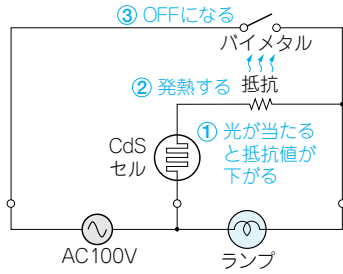 ③ OFFになる
バイメタル
② 発熱する
抵抗
① 光が当たる
と抵抗値が
下がる
CdS
セル
AC100V
ランプ